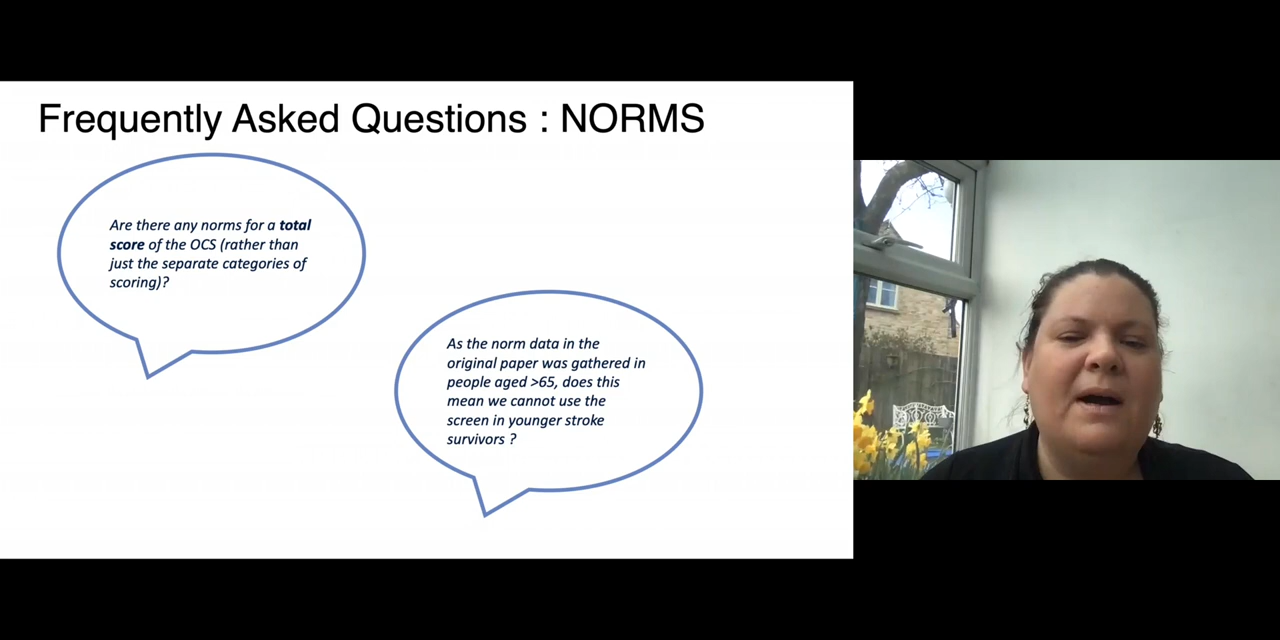 Frequently Asked Questions : NORMS
Are there any norms for a total
score of the OCS (rather than
just the separate categories of
scoring)?
As the norm data in the
original paper was gathered in
people aged >65, does this
mean we cannot use the
screen in younger stroke
survivors ?